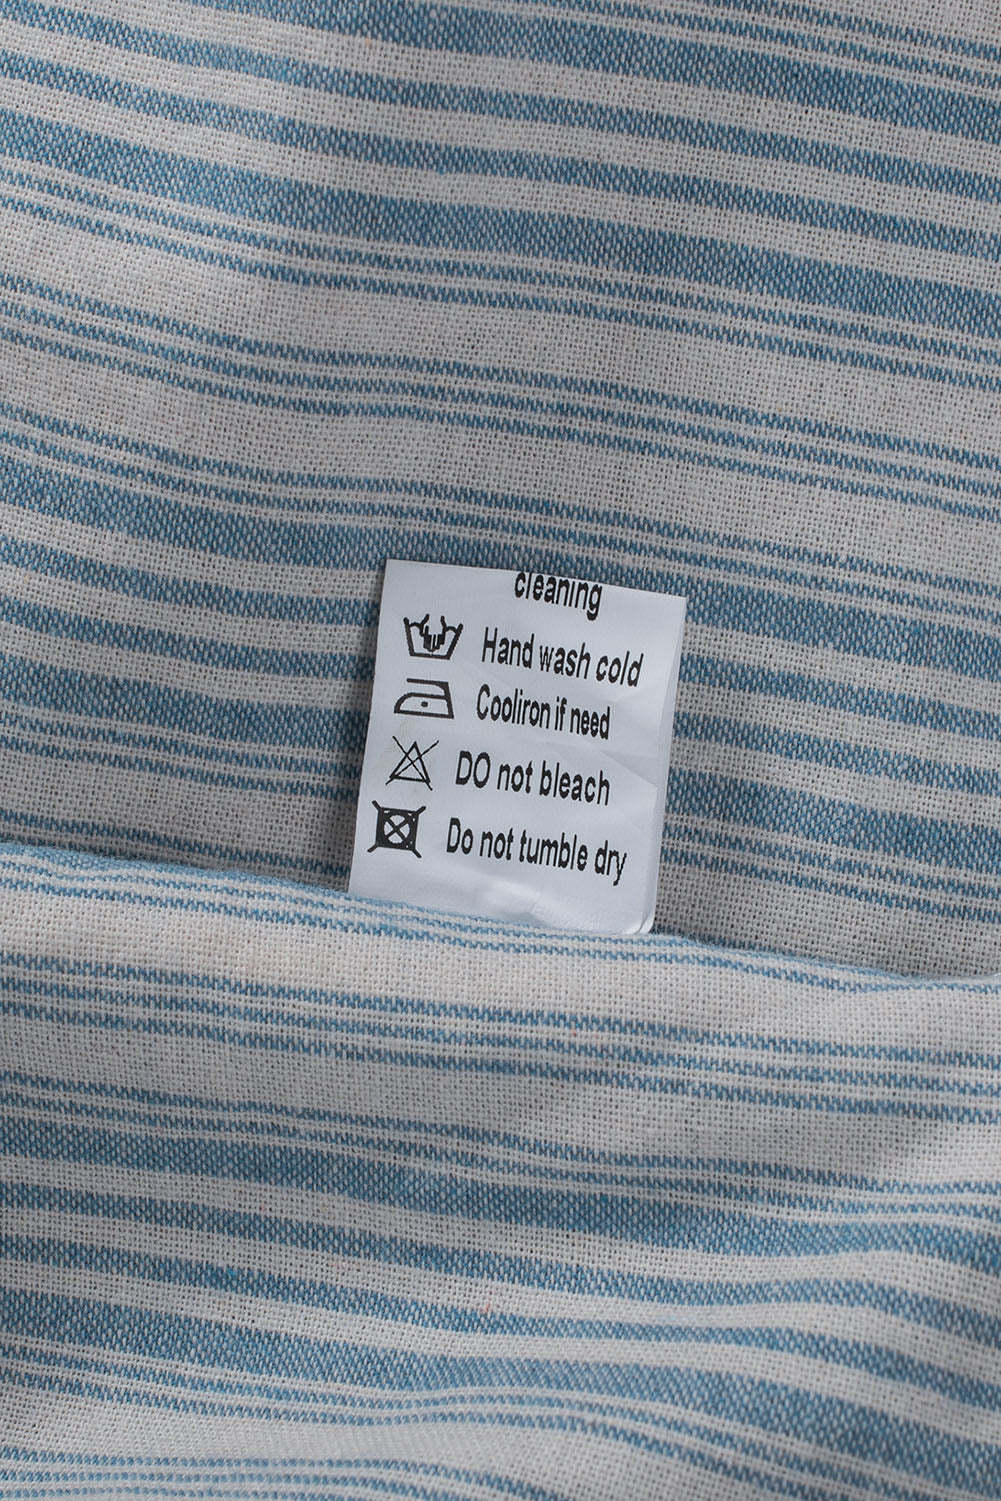 cleaning
Hand wash cold
Cooliron if need
DO not bleach
Do not tumble dry